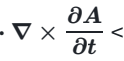 · ∇ × ∂A/∂t <